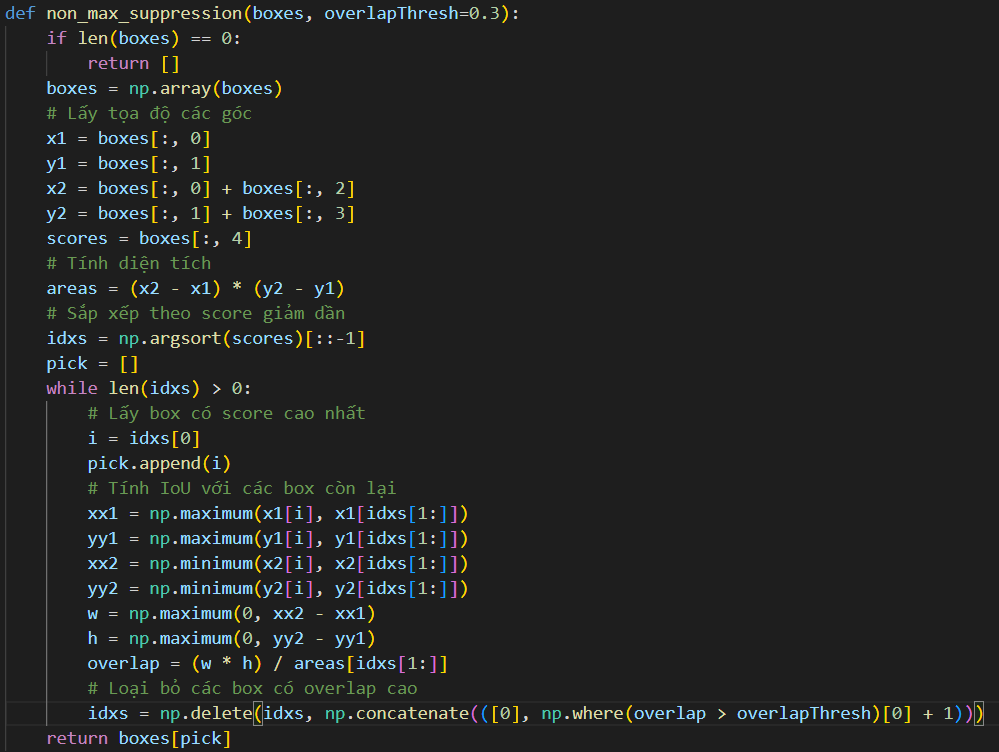 def non_max_suppression(boxes, overlapThresh=0.3):
    if len(boxes) == 0:
        return []
    boxes = np.array(boxes)
    # Lấy tọa độ các góc
    x1 = boxes[:, 0]
    y1 = boxes[:, 1]
    x2 = boxes[:, 0] + boxes[:, 2]
    y2 = boxes[:, 1] + boxes[:, 3]
    scores = boxes[:, 4]
    # Tính diện tích
    areas = (x2 - x1) * (y2 - y1)
    # Sắp xếp theo score giảm dần
    idxs = np.argsort(scores)[::-1]
    pick = []
    while len(idxs) > 0:
        # Lấy box có score cao nhất
        i = idxs[0]
        pick.append(i)
        # Tính IoU với các box còn lại
        xx1 = np.maximum(x1[i], x1[idxs[1:]])
        yy1 = np.maximum(y1[i], y1[idxs[1:]])
        xx2 = np.minimum(x2[i], x2[idxs[1:]])
        yy2 = np.minimum(y2[i], y2[idxs[1:]])
        w = np.maximum(0, xx2 - xx1)
        h = np.maximum(0, yy2 - yy1)
        overlap = (w * h) / areas[idxs[1:]]
        # Loại bỏ các box có overlap cao
        idxs = np.delete(idxs, np.concatenate(([0], np.where(overlap > overlapThresh)[0] + 1)))
    return boxes[pick]